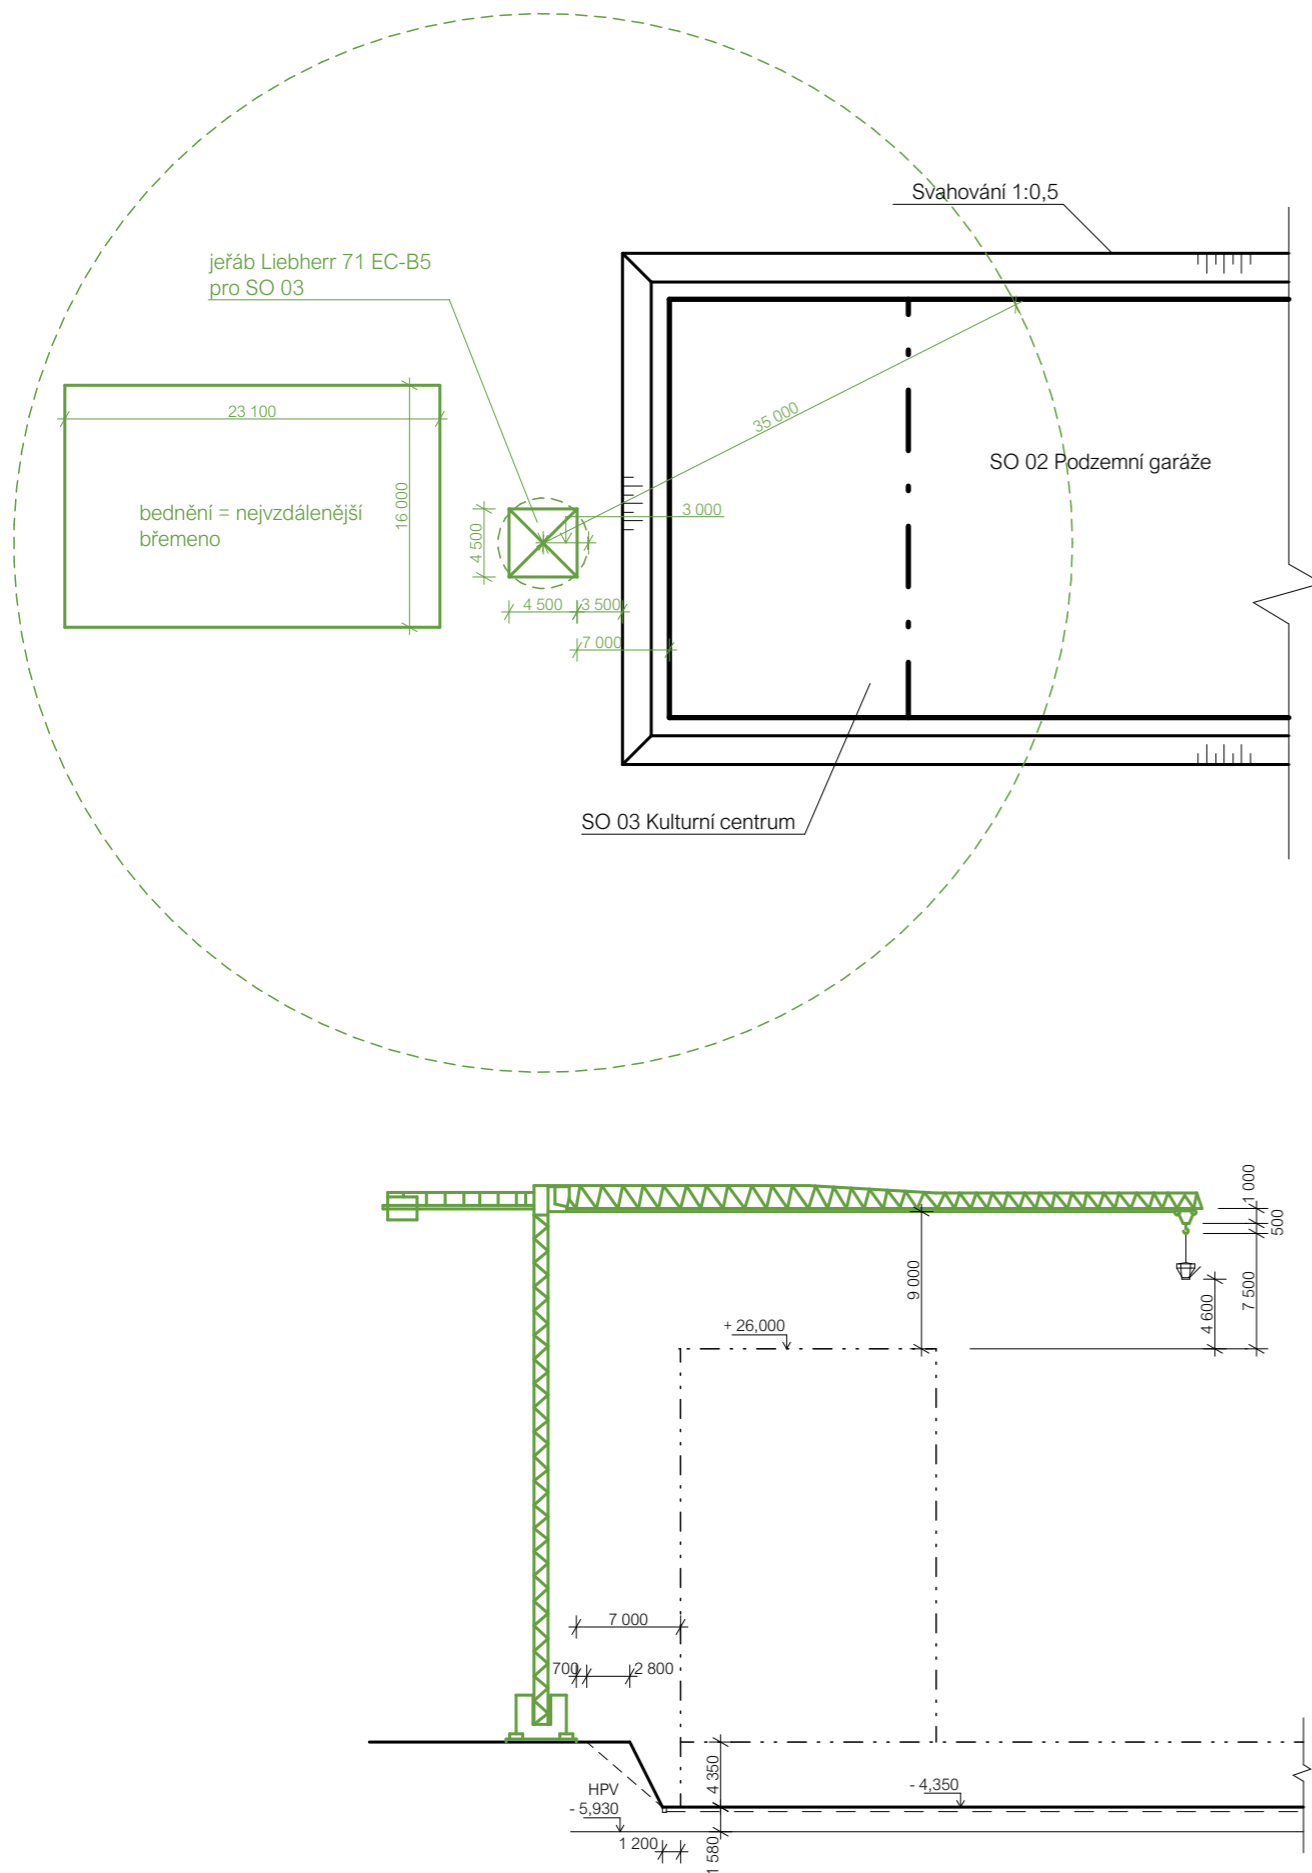 Svahování 1:0,5
jeřáb Liebherr 71 EC-B5
pro SO 03
23 100
16 000
35 000
SO 02 Podzemní garáže
bednění = nejvzdálenější
břemeno
3 000
4 500
4 500
3 500
7 000
SO 03 Kulturní centrum
1 000
500
9 000
7 500
4 600
+ 26,000
7 000
700
2 800
4 350
HPV
- 4,350
- 5,930
1 200
1 580